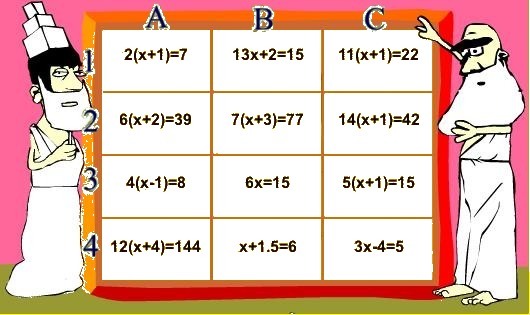 A B C
1 2(x+1)=7 13x+2=15 11(x+1)=22
2 6(x+2)=39 7(x+3)=77 14(x+1)=42
3 4(x-1)=8 6x=15 5(x+1)=15
4 12(x+4)=144 x+1.5=6 3x-4=5